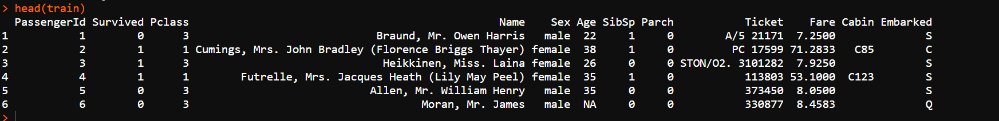 > head(train)
  PassengerId Survived Pclass                                                Name    Sex Age SibSp Parch           Ticket    Fare Cabin Embarked
1           1        0      3                             Braund, Mr. Owen Harris   male  22     1     0        A/5 21171  7.2500              S
2           2        1      1 Cumings, Mrs. John Bradley (Florence Briggs Thayer) female  38     1     0         PC 17599 71.2833   C85        C
3           3        1      3                              Heikkinen, Miss. Laina female  26     0     0 STON/O2. 3101282  7.9250              S
4           4        1      1        Futrelle, Mrs. Jacques Heath (Lily May Peel) female  35     1     0           113803 53.1000  C123        S
5           5        0      3                            Allen, Mr. William Henry   male  35     0     0           373450  8.0500              S
6           6        0      3                                    Moran, Mr. James   male  NA     0     0           330877  8.4583              Q
>